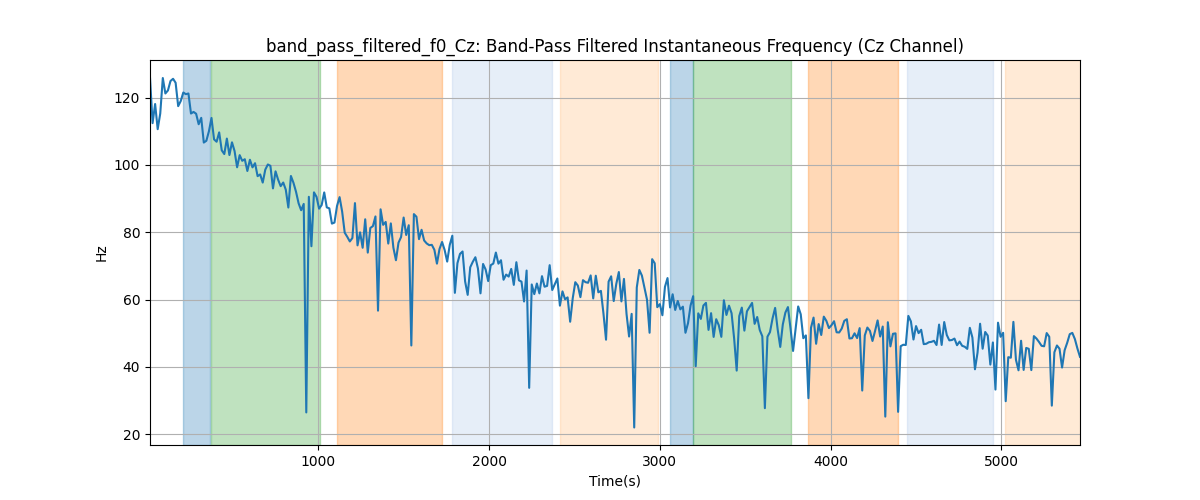 band_pass_filtered_f0_Cz: Band-Pass Filtered Instantaneous Frequency (Cz Channel)
120
100
80
60
40
20
Hz
1000 2000 3000 4000 5000
Time(s)